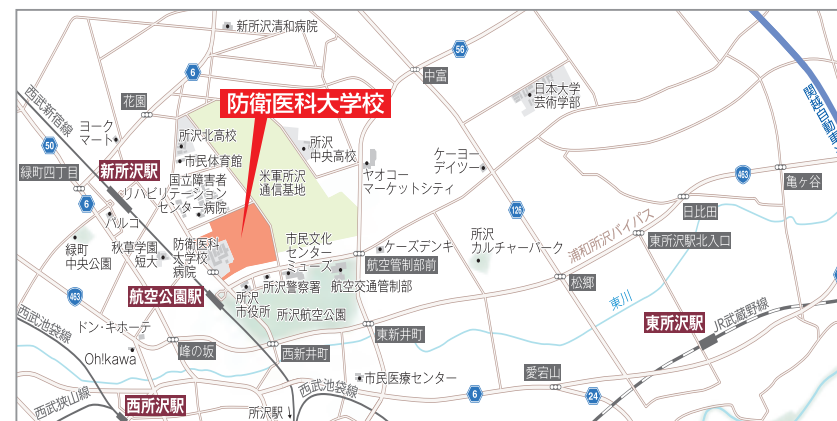 新所沢清和病院
56
6
中富
関越自動車
西武新宿線
花園
防衛医科大学校
日本大学
芸術学部
ヨーク
マート
所沢北高校
所沢
中央高校
50
市民体育館
ヤオコー
マーケットシティ
ケーヨー
デイツー
463
亀ヶ谷
新所沢駅
緑町四丁目
国立障害者
リハビリテーション
センター病院
米軍所沢
通信基地
6
パルコ
126
日比田
浦和所沢バイパス
緑町
中央公園
秋草学園
短大
防衛医科
大学校
病院
市民文化
センター
ミューズ
ケーズデンキ
所沢
カルチャーパーク
東所沢駅北入口
航空管制部前
463
航空公園駅
所沢
市役所
所沢警察署
航空交通管制部
松郷
東川
西武池袋線
ドン・キホーテ
所沢航空公園
東新井町
東所沢駅
JR武蔵野線
Oh!kawa
峰の坂
西新井町
市民医療センター
愛宕山
西武狭山線
西所沢駅
所沢駅↓
西武池袋線
6
24